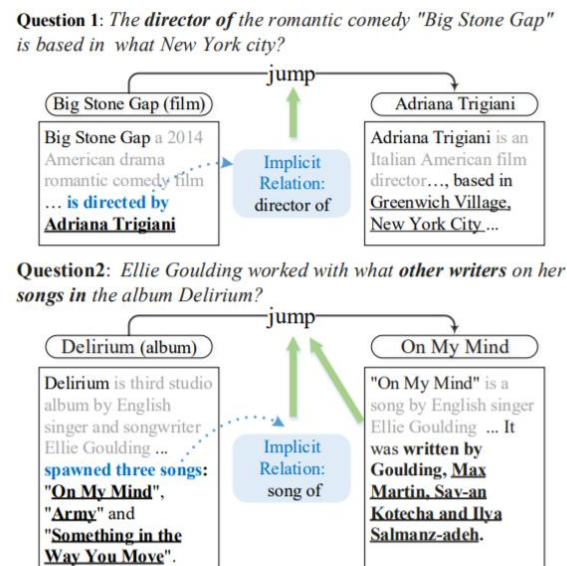 Question 1: The director of the romantic comedy "Big Stone Gap"
is based in what New York city?
jump
Big Stone Gap (film)
Adriana Trigiani
Big Stone Gap a 2014
American drama
romantic comedy film
... is directed by
Adriana Trigiani
Implicit
Relation:
director of
Adriana Trigiani is an
Italian American film
director..., based in
Greenwich Village,
New York City ...
Question2: Ellie Goulding worked with what other writers on her
songs in the album Delirium?
jump
Delirium (album)
On My Mind
Delirium is third studio
album by English
singer and songwriter
Ellie Goulding ...
spawned three songs:
"On My Mind",
"Army" and
"Something in the
Way You Move".
Implicit
Relation:
song of
"On My Mind" is a
song by English singer
Ellie Goulding ... It
was written by
Goulding, Max
Martin, Sav-an
Kotecha and Ilya
Salmanz-adeh.